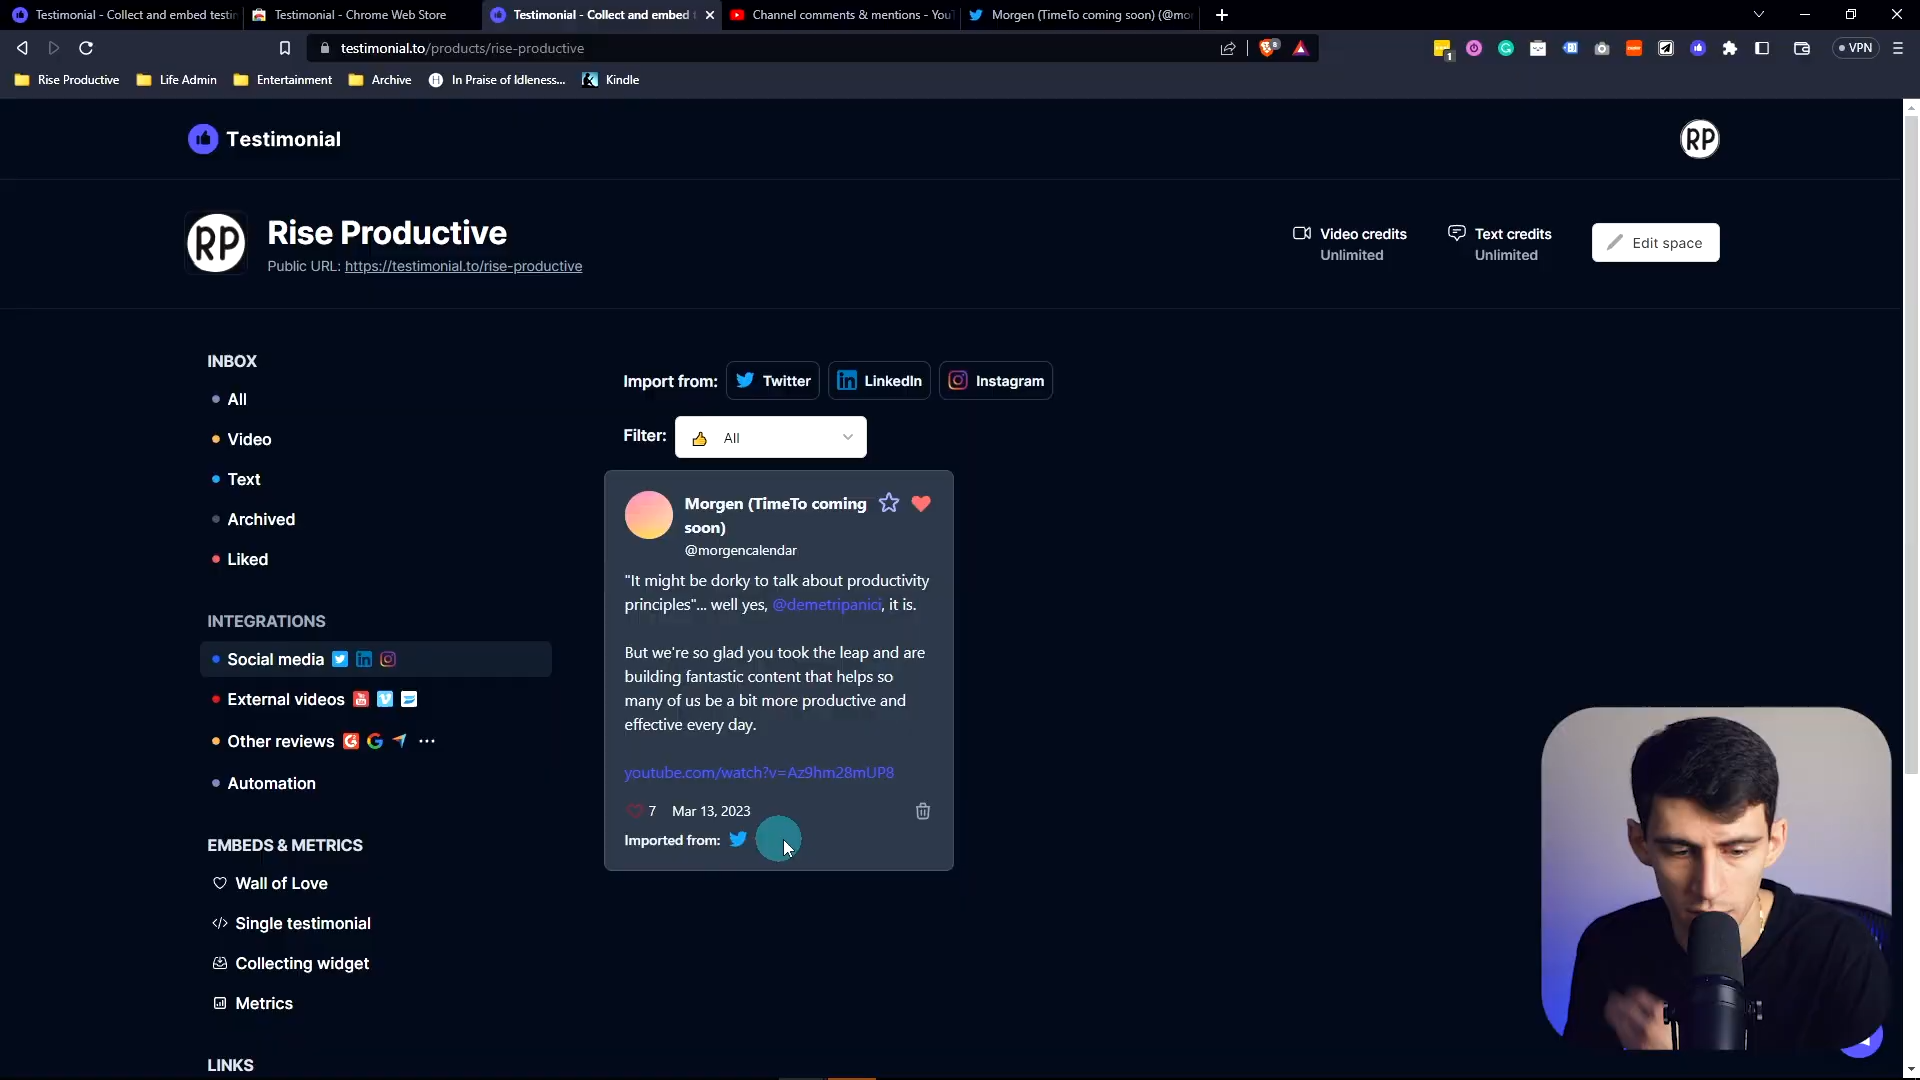 Testimonial - Collect and embed testin
Testimonial - Chrome Web Store
Testimonial - Collect and embed t
Channel comments & mentions - YouT
Morgen (TimeTo coming soon) (@mor
testimonial.to/products/rise-productive
8
1
VPN
Rise Productive
Life Admin
Entertainment
Archive
In Praise of Idleness...
Kindle
Testimonial
RP
RP
Rise Productive
Public URL: https://testimonial.to/rise-productive
Video credits
Unlimited
Text credits
Unlimited
Edit space
INBOX
All
Video
Text
Archived
Liked
INTEGRATIONS
Social media
External videos
Other reviews
Automation
EMBEDS & METRICS
Wall of Love
Single testimonial
Collecting widget
Metrics
LINKS
Import from:
Twitter
LinkedIn
Instagram
Filter:
All
Morgen (TimeTo coming
soon)
@morgencalendar
"It might be dorky to talk about productivity
principles"... well yes, @demetripanici, it is.
But we're so glad you took the leap and are
building fantastic content that helps so
many of us be a bit more productive and
effective every day.
youtube.com/watch?v=Az9hm28mUP8
7 Mar 13, 2023
Imported from: